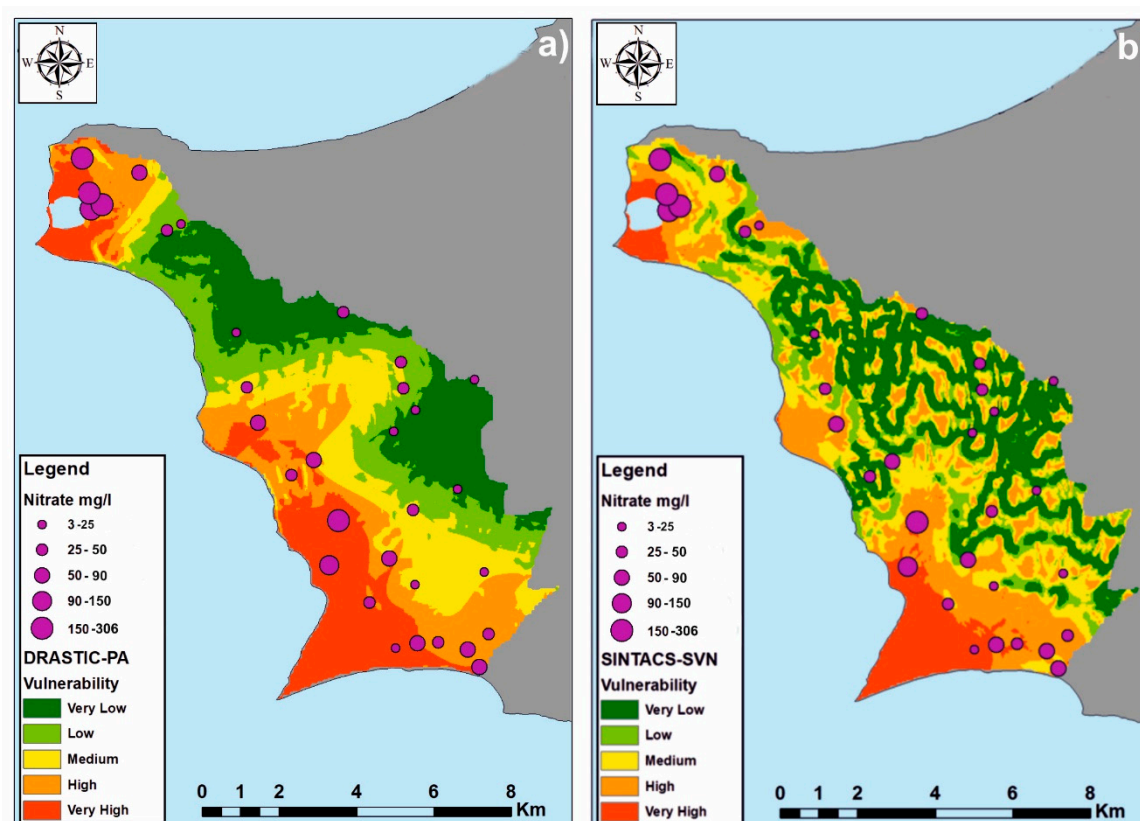 a)
N
W E
S
Legend
Nitrate mg/l
3 -25
25 - 50
50 - 90
90 -150
150 -306
DRASTIC-PA
Vulnerability
Very Low
Low
Medium
High
Very High
0 2 4 6 8
Km
b
N
W E
S
Legend
Nitrate mg/l
3 -25
25 - 50
50 - 90
90 -150
150 -306
SINTACS-SVN
Vulnerability
Very Low
Low
Medium
High
Very High
0 2 4 6 8
Km